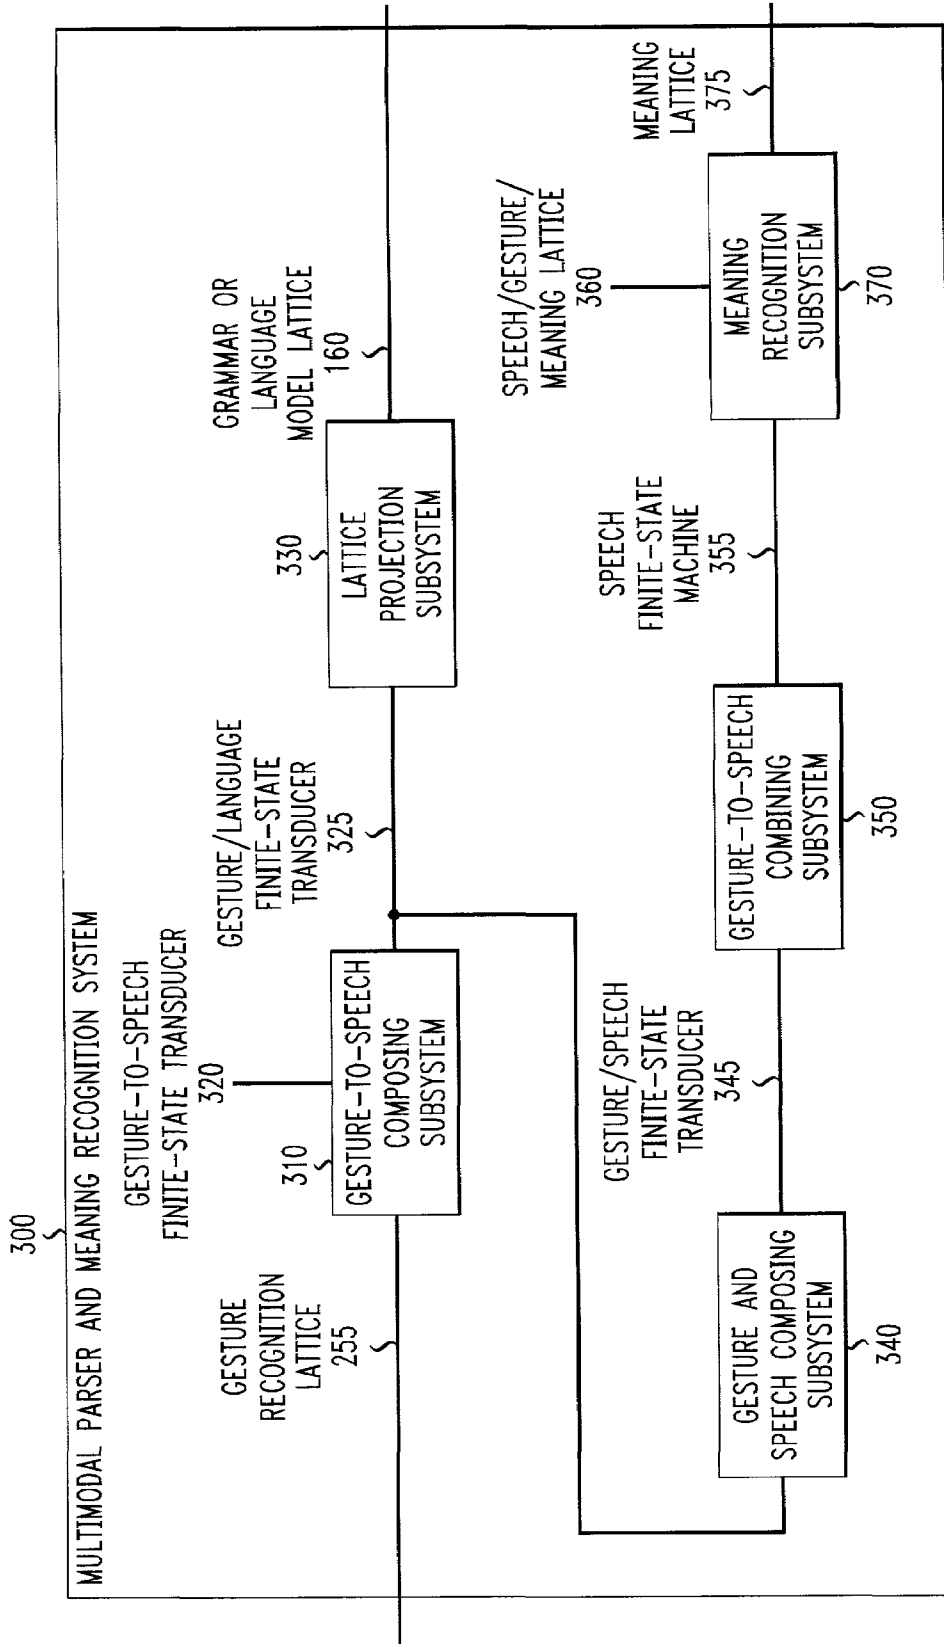 300
MULTIMODAL PARSER AND MEANING RECOGNITION SYSTEM
GESTURE-TO-SPEECH
FINITE-STATE TRANSDUCER
320
GESTURE
RECOGNITION
LATTICE
255
310
GESTURE-TO-SPEECH
COMPOSING
SUBSYSTEM
GESTURE/LANGUAGE
FINITE-STATE
TRANSDUCER
325
330
LATTICE
PROJECTION
SUBSYSTEM
GRAMMAR OR
LANGUAGE
MODEL LATTICE
160
GESTURE AND
SPEECH COMPOSING
SUBSYSTEM
340
GESTURE/SPEECH
FINITE-STATE
TRANSDUCER
345
GESTURE-TO-SPEECH
COMBINING
SUBSYSTEM
350
SPEECH
FINITE-STATE
MACHINE
355
SPEECH/GESTURE/
MEANING LATTICE
360
MEANING
RECOGNITION
SUBSYSTEM
370
MEANING
LATTICE
375